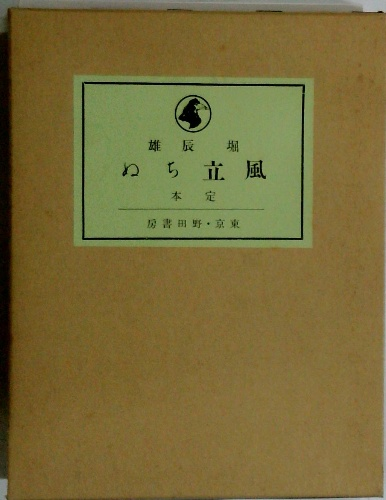 堀辰雄
風立ちぬ
定本
東京・野田書房